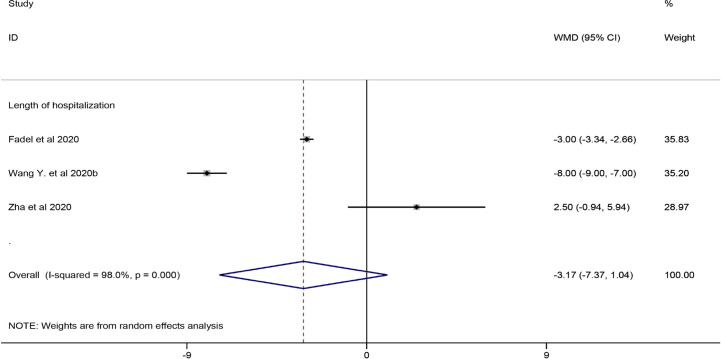 Study %
ID WMD (95% CI) Weight
Length of hospitalization
Fadel et al 2020 -3.00 (-3.34, -2.66) 35.83
Wang Y. et al 2020b -8.00 (-9.00, -7.00) 35.20
Zha et al 2020 2.50 (-0.94, 5.94) 28.97
.
Overall (I-squared = 98.0%, p = 0.000) -3.17 (-7.37, 1.04) 100.00
NOTE: Weights are from random effects analysis
-9 0 9